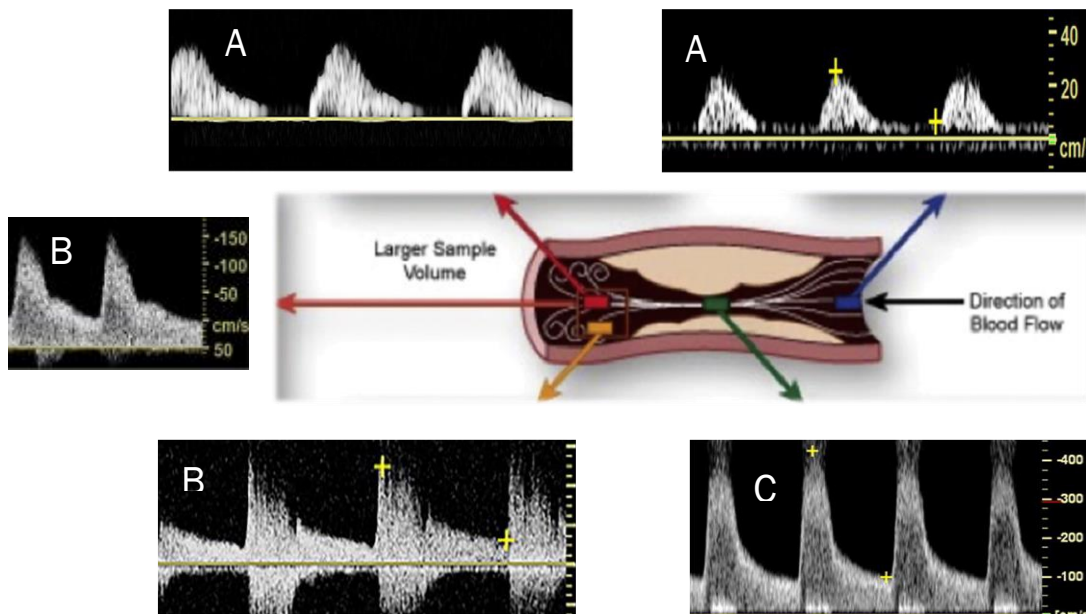 A
A
40
20
cm/
B
-150
-100
-50
cm/s
50
Larger Sample
Volume
Direction of
Blood Flow
B
C
-400
-300
-200
-100